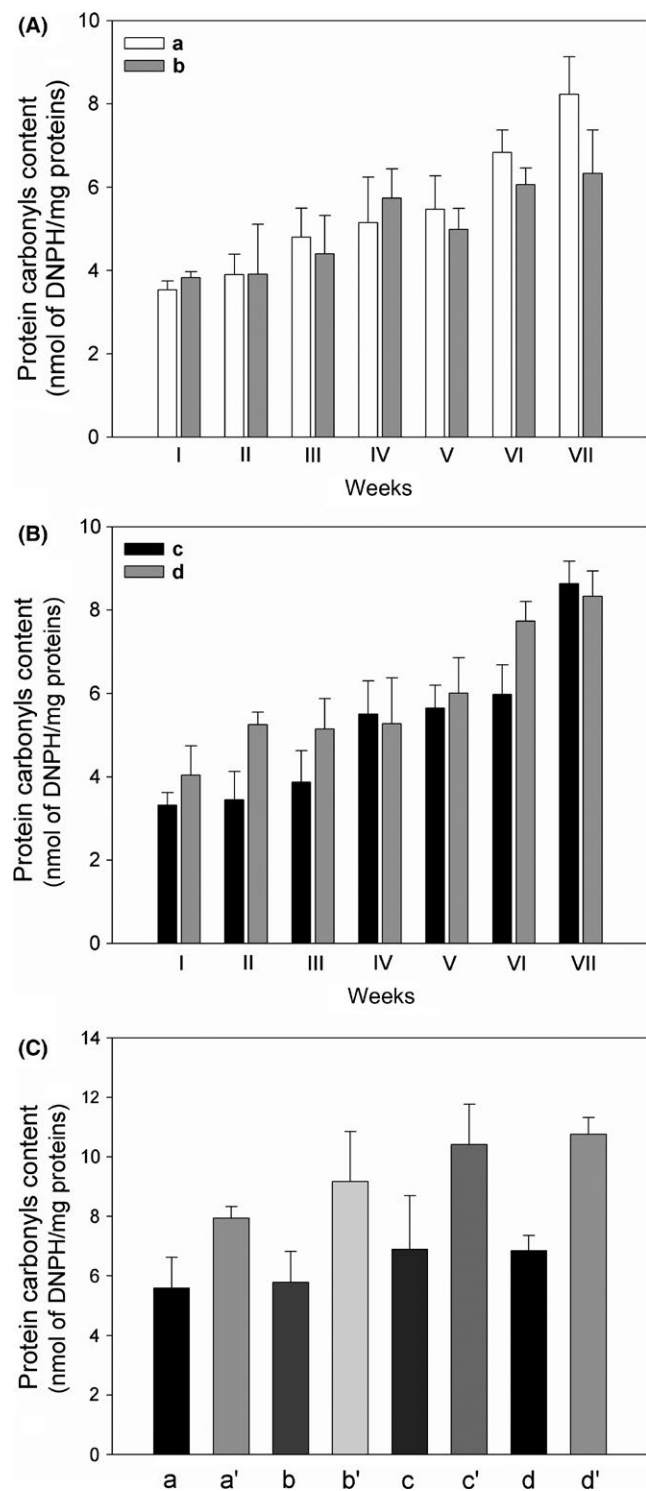 (A)
10
8
6
4
2
0
a
b
Protein carbonyls content
(nmol of DNPH/mg proteins)
I II III IV V VI VII
Weeks
(B)
10
8
6
4
2
0
c
d
Protein carbonyls content
(nmol of DNPH/mg proteins)
I II III IV V VI VII
Weeks
(C)
14
12
10
8
6
4
2
0
Protein carbonyls content
(nmol of DNPH/mg proteins)
a a' b b' c c' d d'